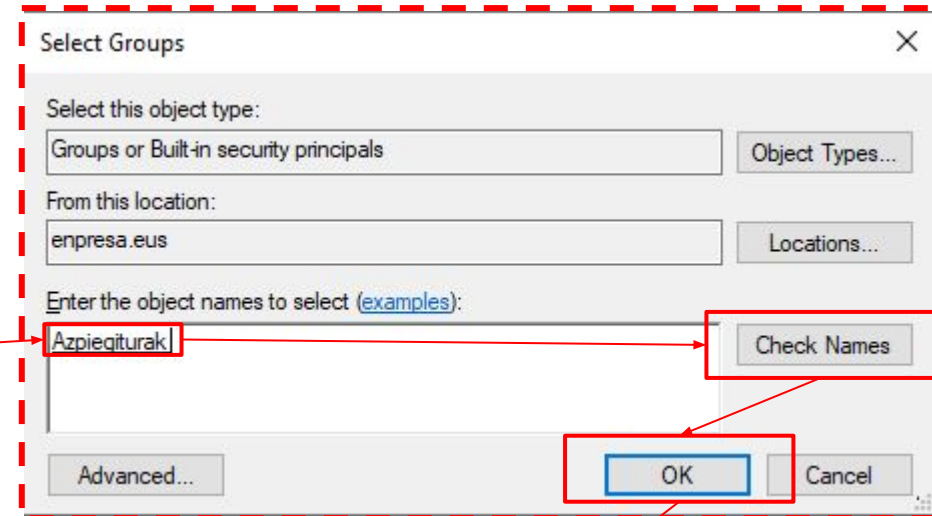 Select Groups
Select this object type:
Groups or Built-in security principals
Object Types...
From this location:
enpresa.eus
Locations...
Enter the object names to select (examples):
Azpiegiturak
Check Names
Advanced...
OK
Cancel